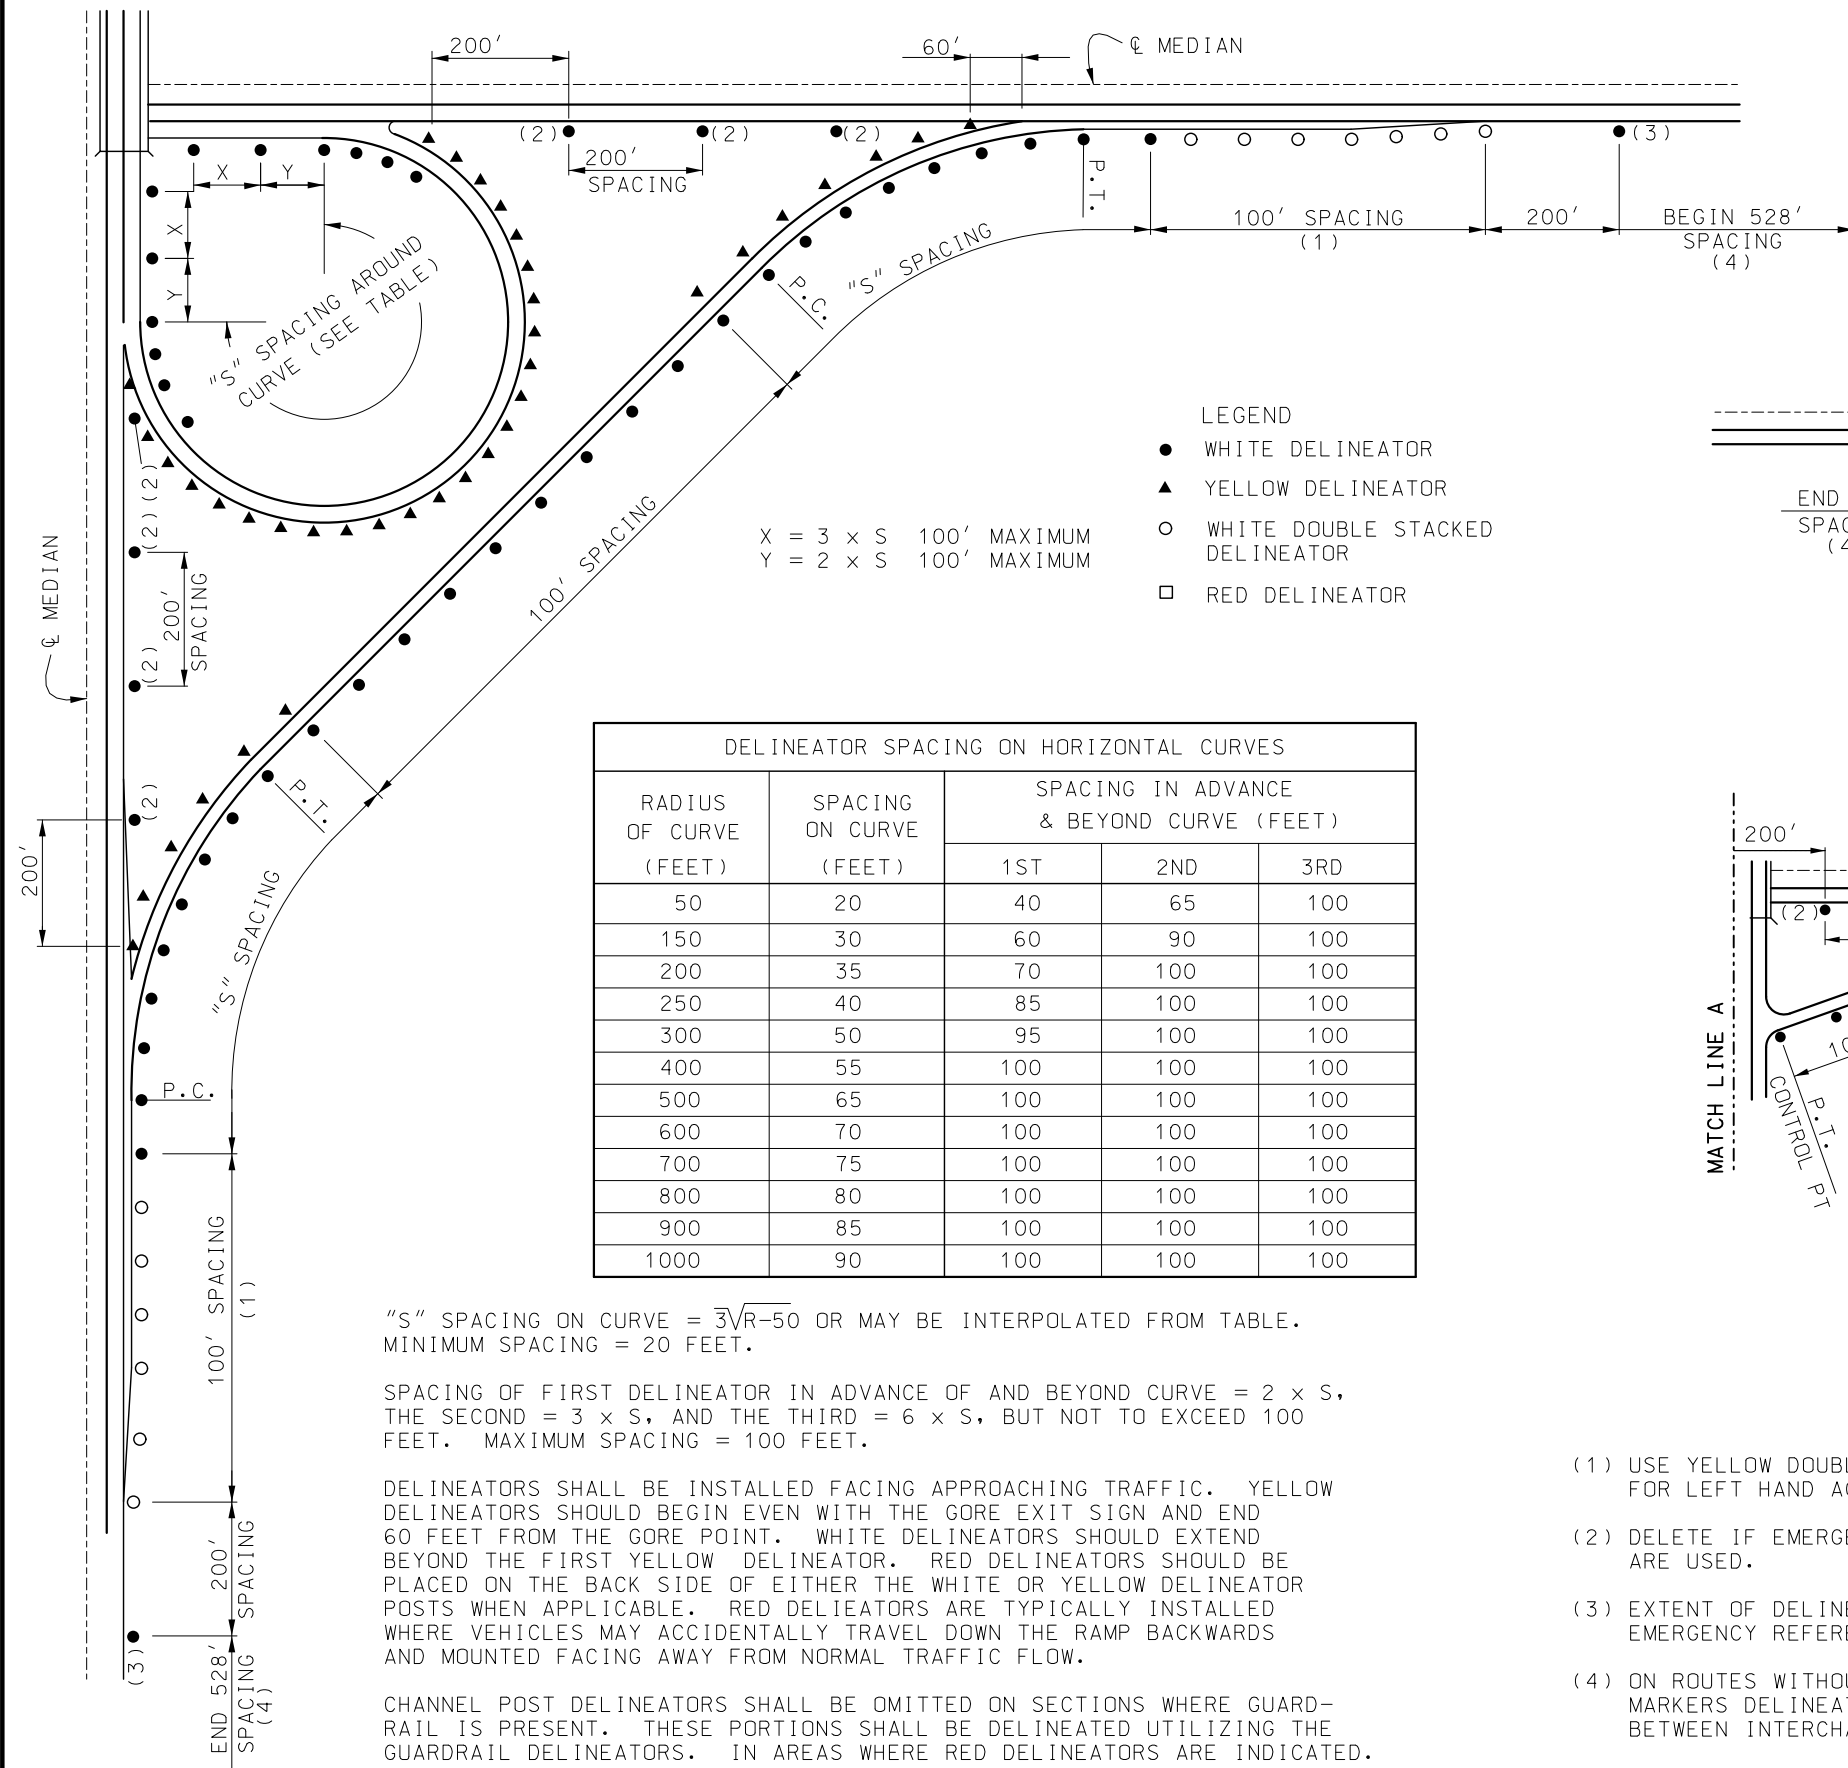 200′
60′
℄ MEDIAN
(2)
(2)
(2)
(3)
200′
SPACING
X
Y
X
Y
P.T.
100′ SPACING
(1)
200′
BEGIN 528′
SPACING
(4)
"S" SPACING AROUND
CURVE (SEE TABLE)
P.C.
"S" SPACING
LEGEND
WHITE DELINEATOR
YELLOW DELINEATOR
WHITE DOUBLE STACKED
DELINEATOR
RED DELINEATOR
X = 3 × S 100′ MAXIMUM
Y = 2 × S 100′ MAXIMUM
END
(2)
(2)
℄ MEDIAN
200′
SPACING
(2)
100′ SPACING
(2)
200′
P.T.
"S" SPACING
P.C.
100′ SPACING
(1)
200′
SPACING
END 528′
SPACING
(4)
(3)
DELINEATOR SPACING ON HORIZONTAL CURVES
RADIUS
OF CURVE
(FEET)
SPACING
ON CURVE
(FEET)
SPACING IN ADVANCE
& BEYOND CURVE (FEET)
1ST 2ND 3RD
50 20 40 65 100
150 30 60 90 100
200 35 70 100 100
250 40 85 100 100
300 50 95 100 100
400 55 100 100 100
500 65 100 100 100
600 70 100 100 100
700 75 100 100 100
800 80 100 100 100
900 85 100 100 100
1000 90 100 100 100
200′
(2)
MATCH LINE A
P.T.
CONTROL PT
"S" SPACING ON CURVE = 3√R-50 OR MAY BE INTERPOLATED FROM TABLE.
MINIMUM SPACING = 20 FEET.
SPACING OF FIRST DELINEATOR IN ADVANCE OF AND BEYOND CURVE = 2 × S,
THE SECOND = 3 × S, AND THE THIRD = 6 × S, BUT NOT TO EXCEED 100
FEET. MAXIMUM SPACING = 100 FEET.
DELINEATORS SHALL BE INSTALLED FACING APPROACHING TRAFFIC. YELLOW
DELINEATORS SHOULD BEGIN EVEN WITH THE GORE EXIT SIGN AND END
60 FEET FROM THE GORE POINT. WHITE DELINEATORS SHOULD EXTEND
BEYOND THE FIRST YELLOW DELINEATOR. RED DELINEATORS SHOULD BE
PLACED ON THE BACK SIDE OF EITHER THE WHITE OR YELLOW DELINEATOR
POSTS WHEN APPLICABLE. RED DELIEATORS ARE TYPICALLY INSTALLED
WHERE VEHICLES MAY ACCIDENTALLY TRAVEL DOWN THE RAMP BACKWARDS
AND MOUNTED FACING AWAY FROM NORMAL TRAFFIC FLOW.
CHANNEL POST DELINEATORS SHALL BE OMITTED ON SECTIONS WHERE GUARD-
RAIL IS PRESENT. THESE PORTIONS SHALL BE DELINEATED UTILIZING THE
GUARDRAIL DELINEATORS. IN AREAS WHERE RED DELINEATORS ARE INDICATED.
(1) USE YELLOW
FOR LEFT HAND
(2) DELETE IF
ARE USED.
(3) EXTENT OF
EMERGENCY
(4) ON ROUTES
MARKERS
BETWEEN